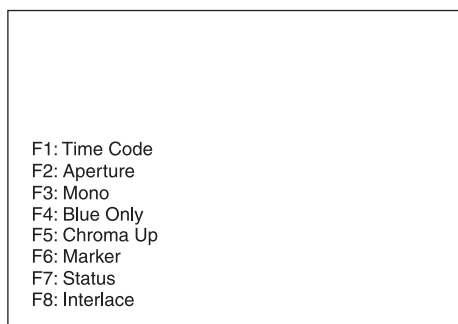 F1: Time Code
F2: Aperture
F3: Mono
F4: Blue Only
F5: Chroma Up
F6: Marker
F7: Status
F8: Interlace